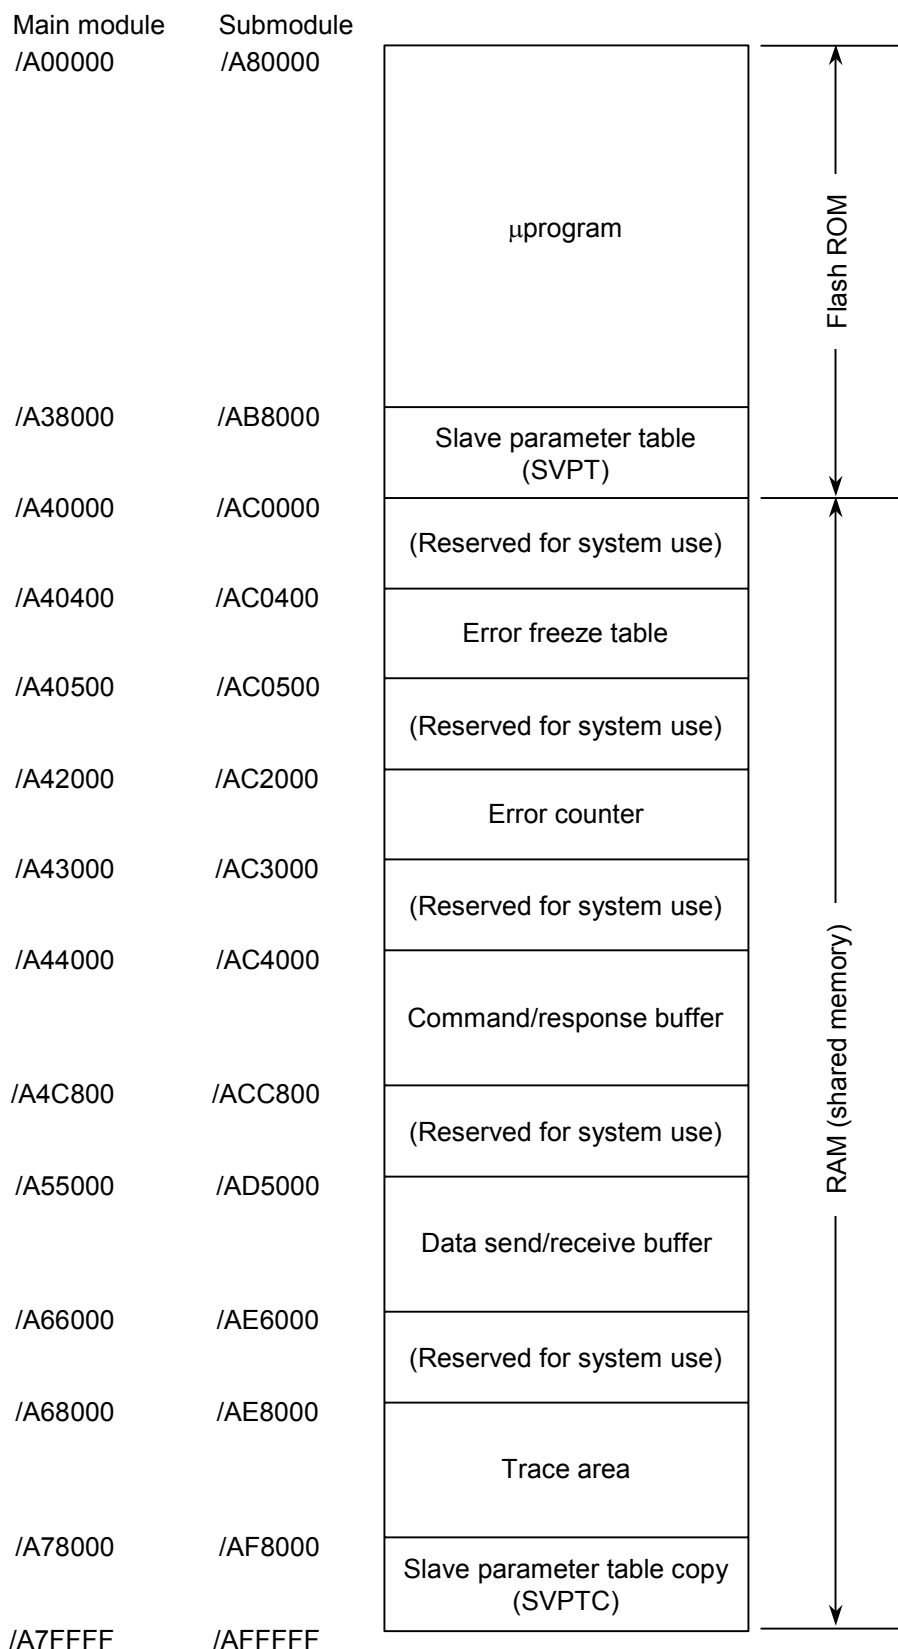 Main module Submodule
/A00000 /A80000
μprogram
Flash ROM
/A38000 /AB8000
Slave parameter table
(SVPT)
/A40000 /AC0000
(Reserved for system use)
/A40400 /AC0400
Error freeze table
/A40500 /AC0500
(Reserved for system use)
/A42000 /AC2000
Error counter
/A43000 /AC3000
(Reserved for system use)
/A44000 /AC4000
Command/response buffer
RAM (shared memory)
/A4C800 /ACC800
(Reserved for system use)
/A55000 /AD5000
Data send/receive buffer
/A66000 /AE6000
(Reserved for system use)
/A68000 /AE8000
Trace area
/A78000 /AF8000
Slave parameter table copy
(SVPTC)
/A7FFFF /AFFFFF